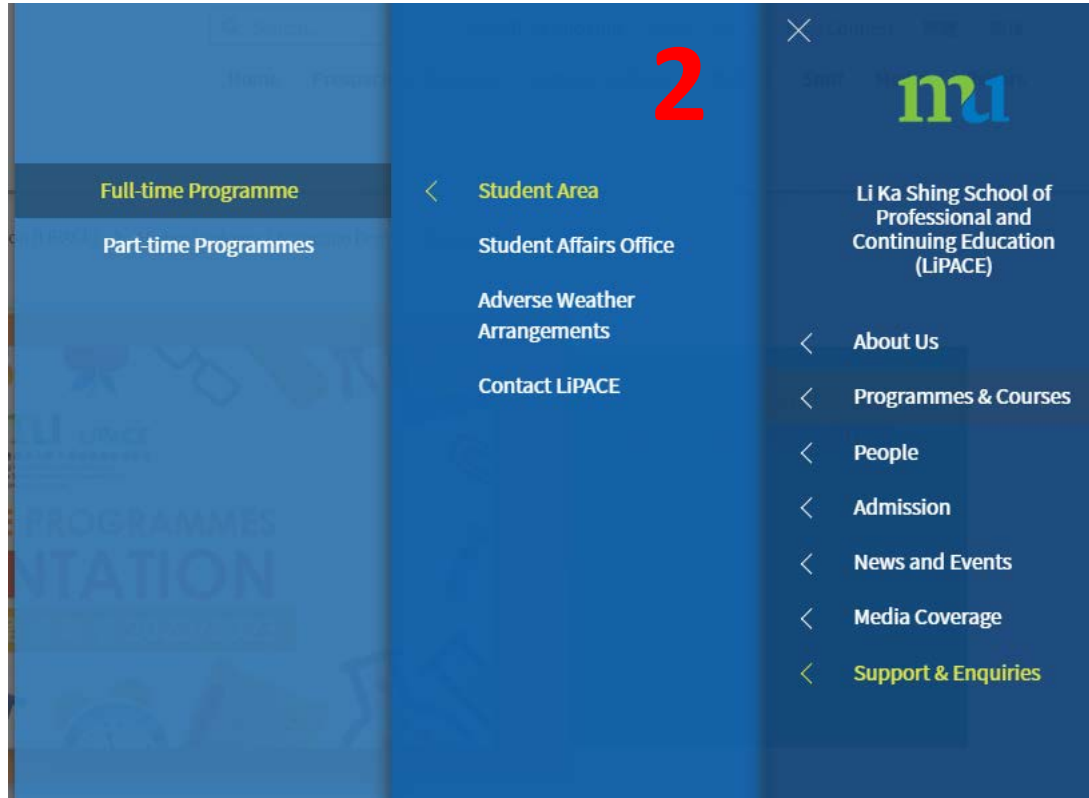 2
mu
Full-time Programme
Part-time Programmes
Student Area
Student Affairs Office
Adverse Weather
Arrangements
Contact LiPACE
Li Ka Shing School of
Professional and
Continuing Education
(LiPACE)
About Us
Programmes & Courses
People
Admission
News and Events
Media Coverage
Support & Enquiries
PROGRAMMES
NTATION